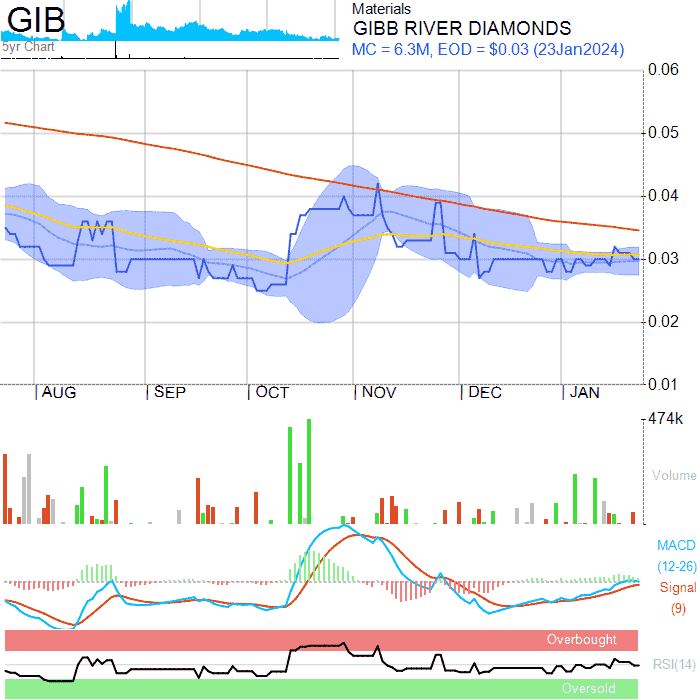 GIB
5yr Chart
Materials
GIBB RIVER DIAMONDS
MC = 6.3M, EOD = $0.03 (23Jan2024)
0.06
0.05
0.04
0.03
0.02
0.01
AUG
SEP
OCT
NOV
DEC
JAN
474k
Volume
MACD
(12-26)
Signal
(9)
Overbought
RSI(14)
Oversold